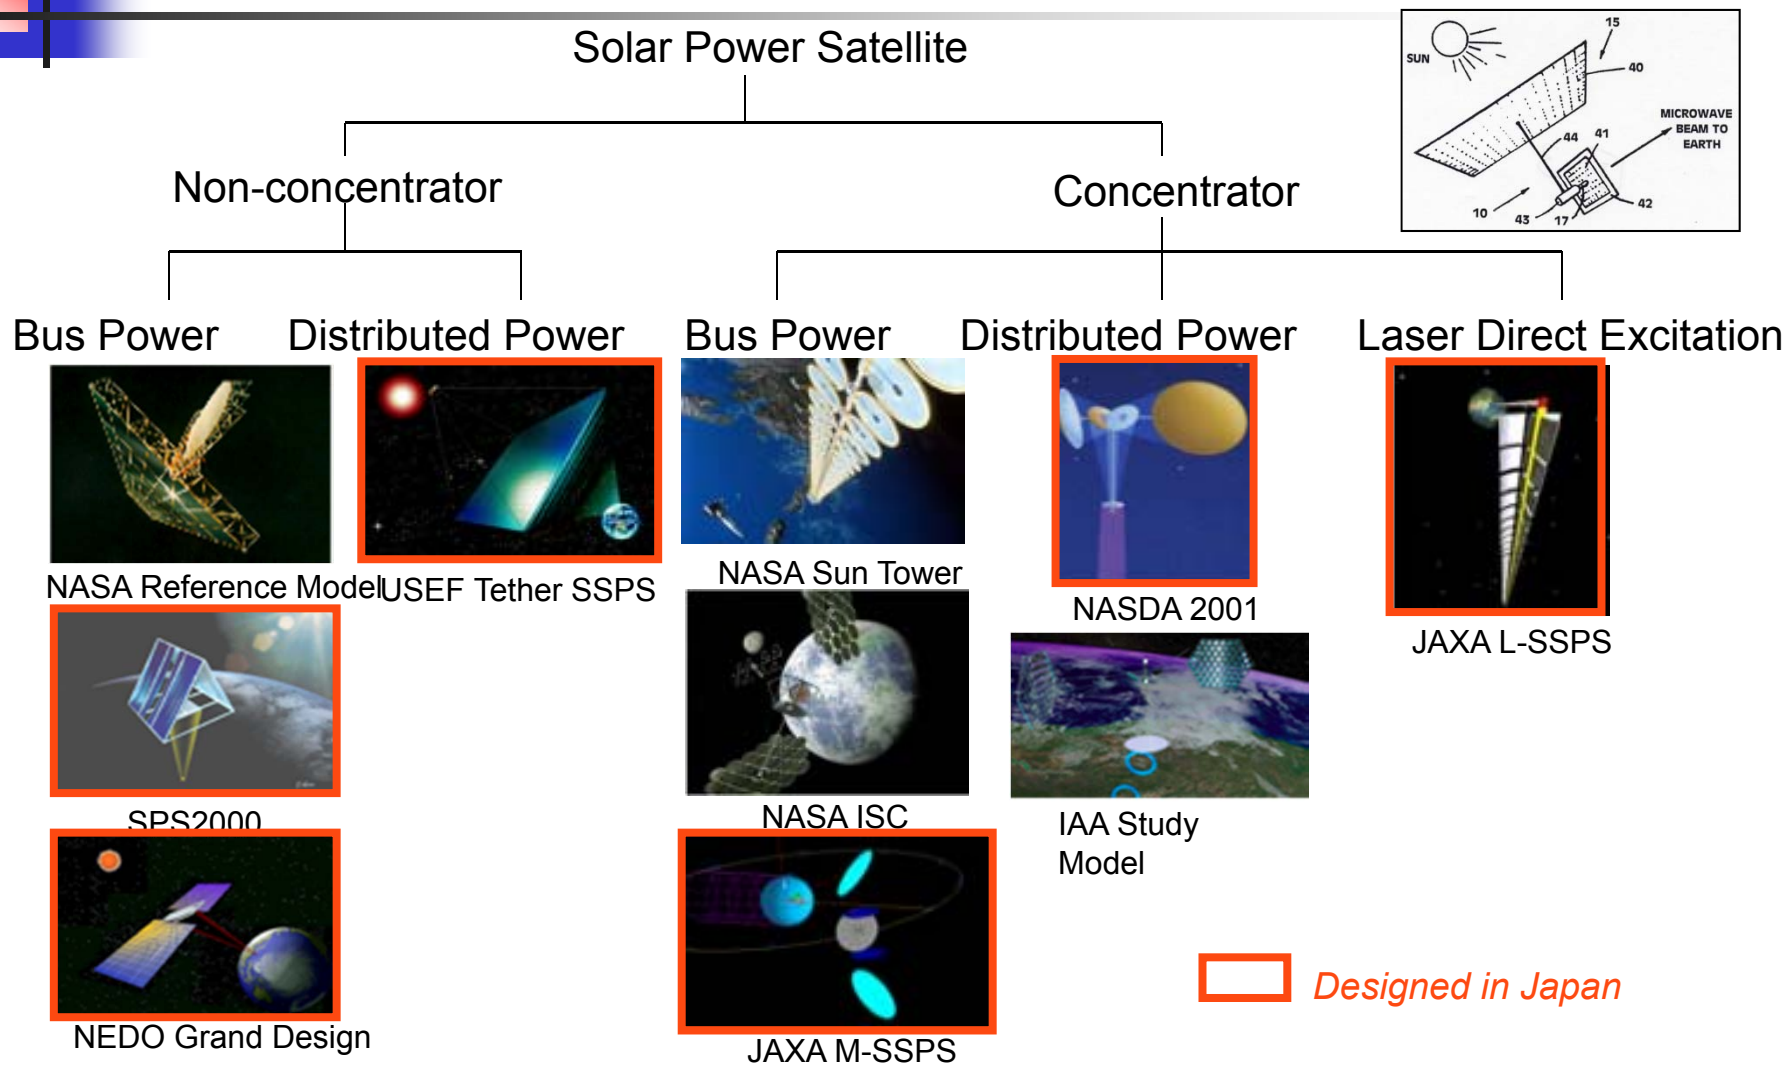 Solar Power Satellite
SUN
15
40
MICROWAVE
BEAM TO
EARTH
44
41
10
43
17
42
Non-concentrator
Concentrator
Bus Power
Distributed Power
Bus Power
Distributed Power
Laser Direct Excitation
NASA Reference Model
USEF Tether SSPS
NASA Sun Tower
NASDA 2001
JAXA L-SSPS
SPS2000
NASA ISC
IAA Study
Model
NEDO Grand Design
JAXA M-SSPS
Designed in Japan